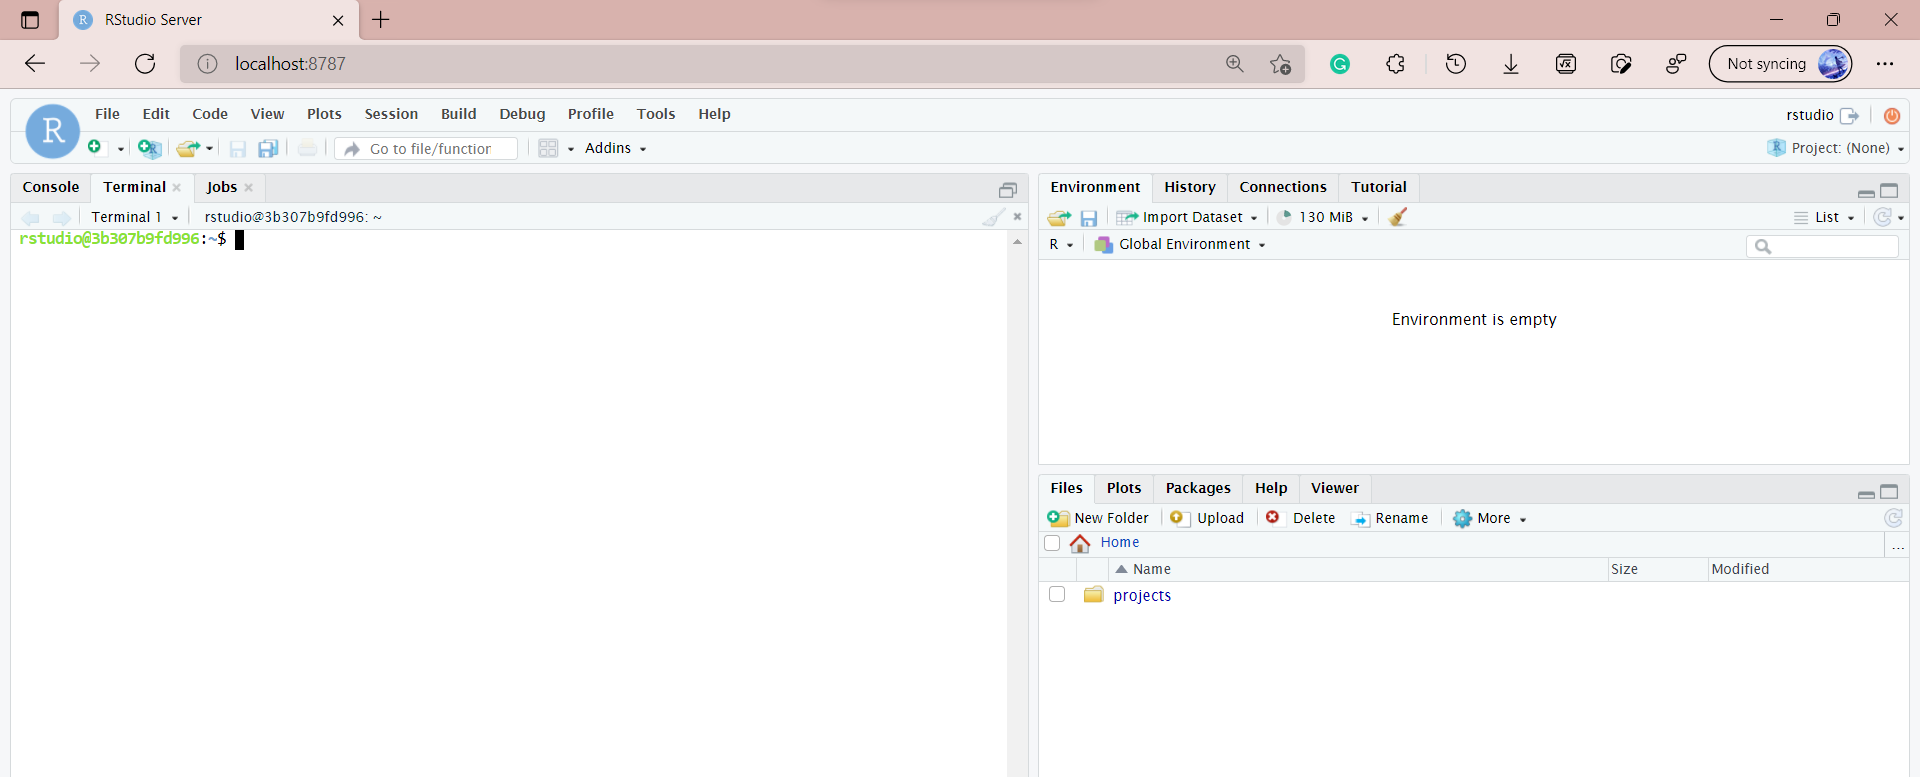 RStudio Server
localhost:8787
Not syncing
R
File Edit Code View Plots Session Build Debug Profile Tools Help
rstudio
Go to file/function
Addins
Project: (None)
Console Terminal Jobs
Terminal 1 rstudio@3b307b9fd996: ~
rstudio@3b307b9fd996:~$
Environment History Connections Tutorial
Import Dataset 130 MiB List
R Global Environment
Environment is empty
Files Plots Packages Help Viewer
New Folder Upload Delete Rename More
Home ...
Name Size Modified
projects